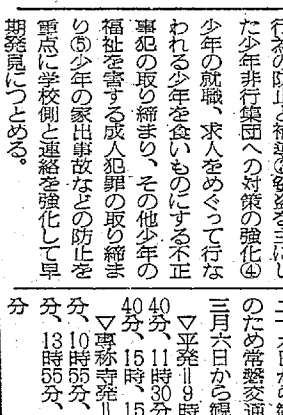 た少年非行集団への対策の強化④
少年の就職、求人をめぐって行な
われる少年を食いものにする不正
事犯の取り締まり、その他少年の
福祉を害する成人犯罪の取り締ま
り⑤少年の家出事故などの防止を
重点に学校側と連絡を強化して早
期発見につとめる。
のため常磐交通
三月六日から
▽平発＝9時
40分、11時30分
40分、15時、15
▽専称寺発＝
分、10時55分、
分、13時55分、
分